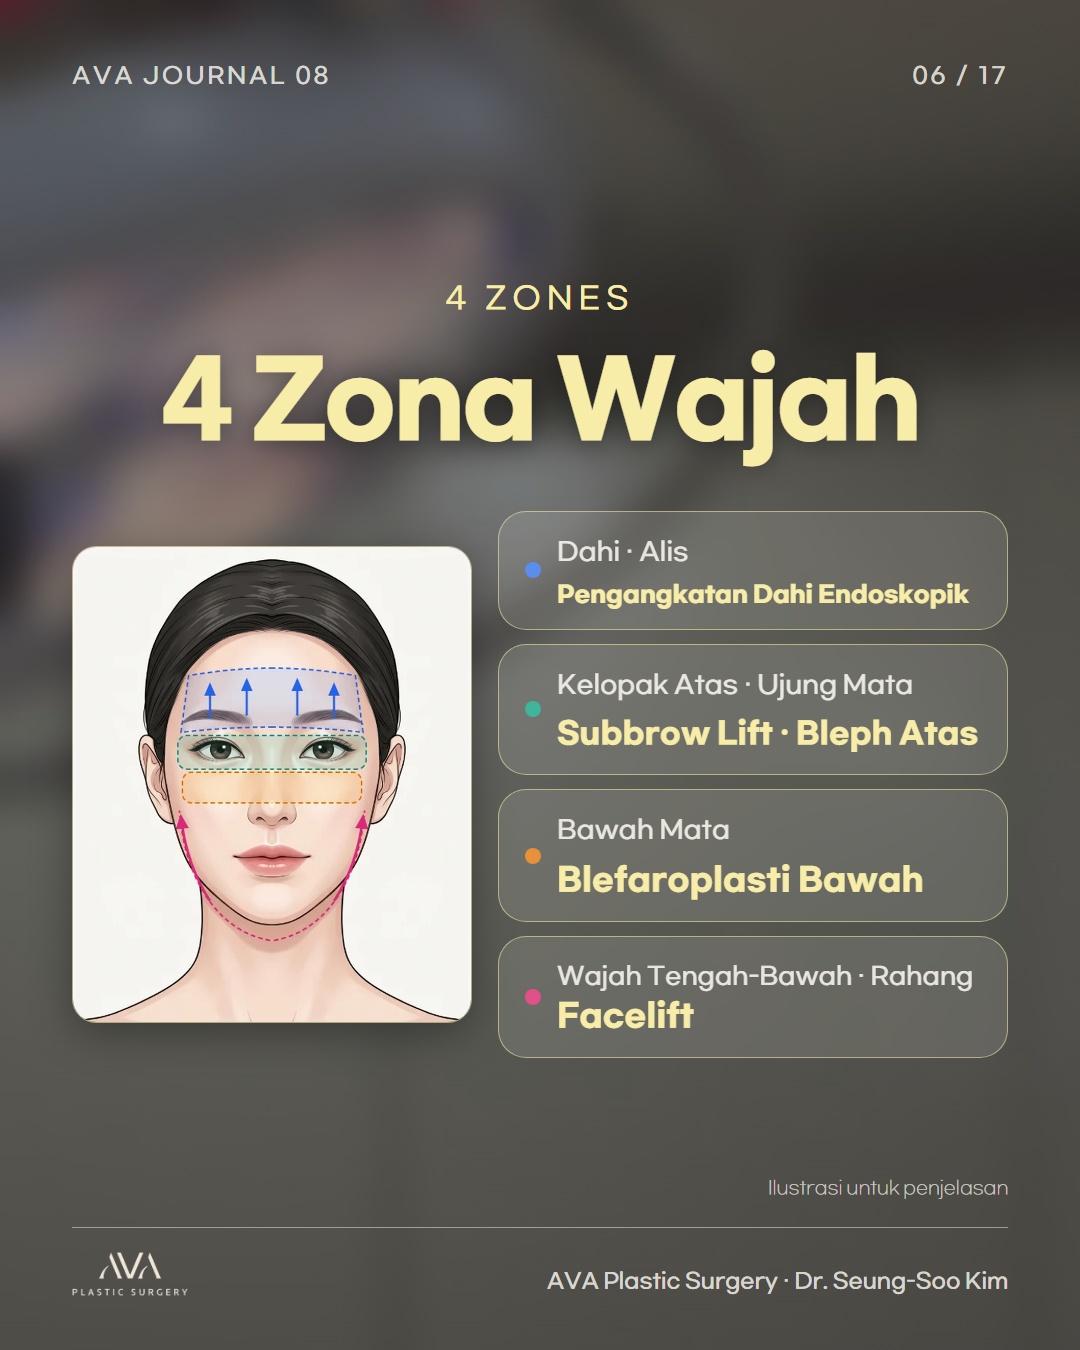 AVA JOURNAL 08
06 / 17
4 ZONES
4 Zona Wajah
Dahi · Alis
Pengangkatan Dahi Endoskopik
Kelopak Atas · Ujung Mata
Subbrow Lift · Bleph Atas
Bawah Mata
Blefaroplasti Bawah
Wajah Tengah-Bawah · Rahang
Facelift
Ilustrasi untuk penjelasan
AVA
PLASTIC SURGERY
AVA Plastic Surgery · Dr. Seung-Soo Kim